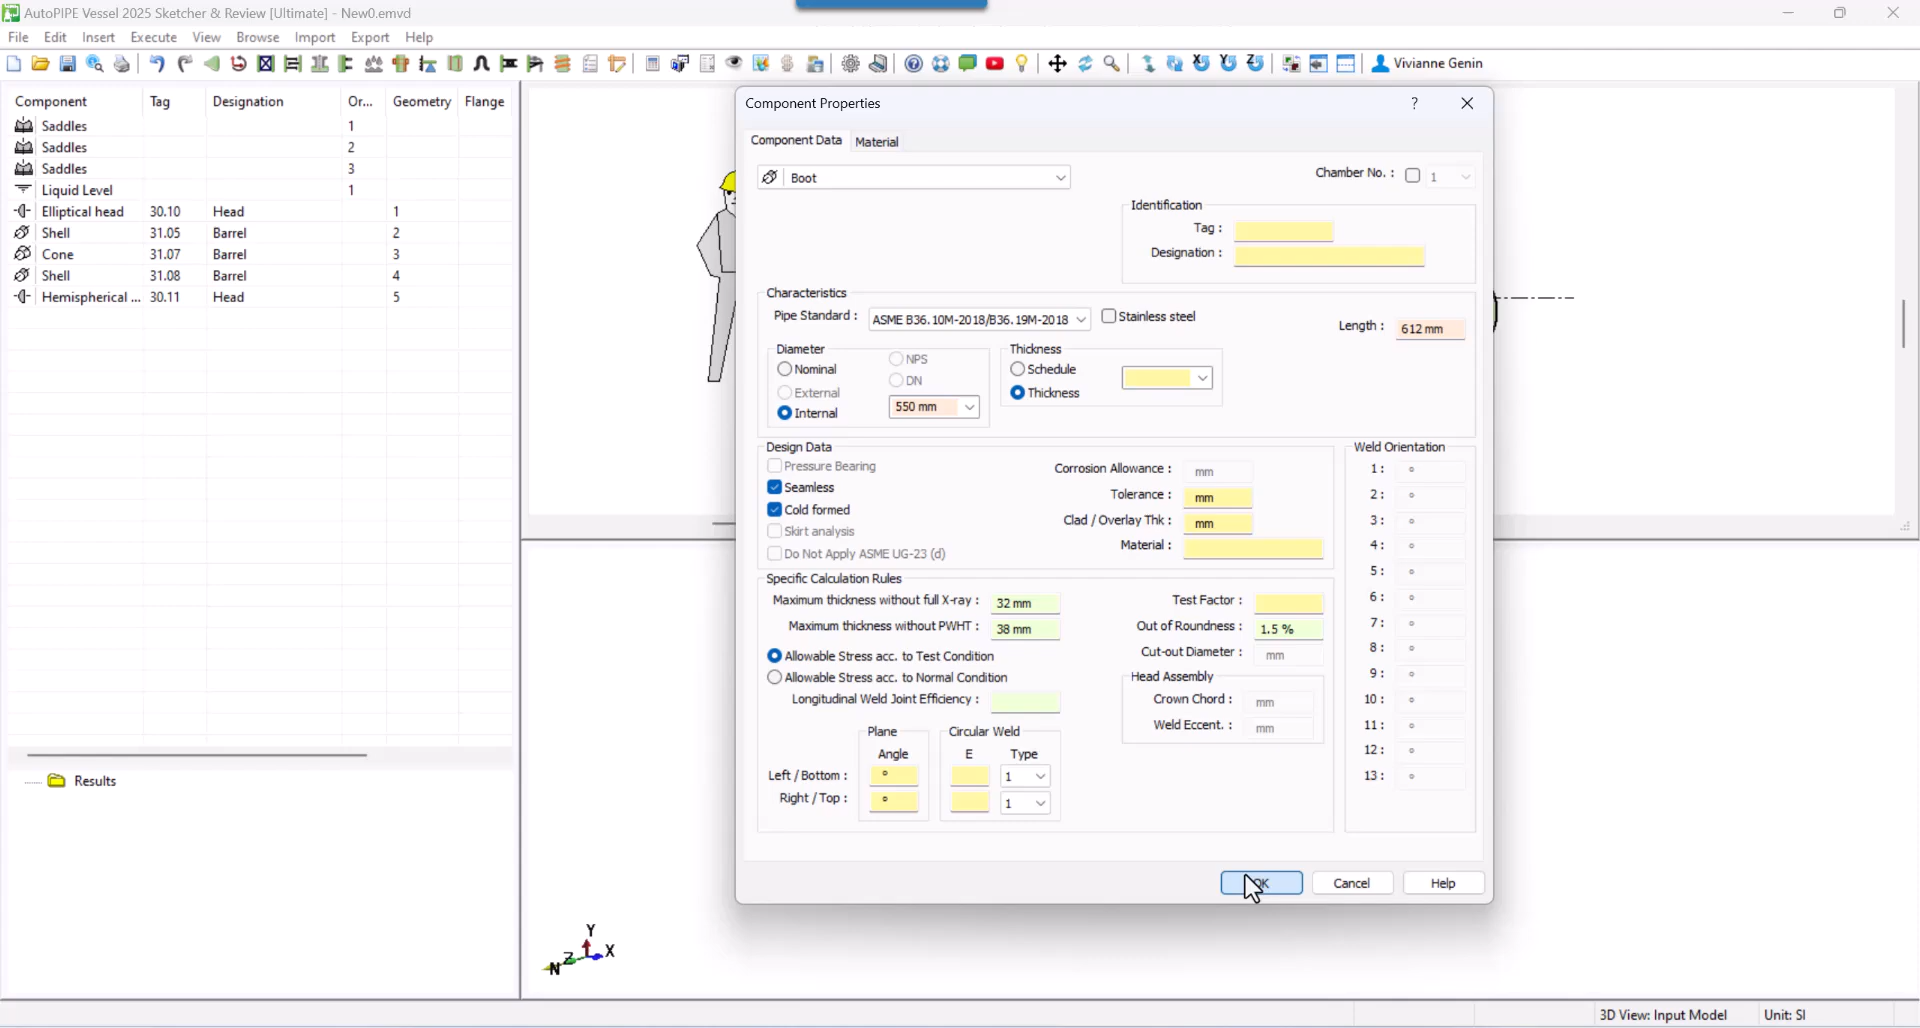 AutoPIPE Vessel 2025 Sketcher & Review [Ultimate] - New0.emvd
File Edit Insert Execute View Browse Import Export Help
Vivianne Genin
Component Tag Designation Or... Geometry Flange
Saddles 1
Saddles 2
Saddles 3
Liquid Level 1
Elliptical head 30.10 Head 1
Shell 31.05 Barrel 2
Cone 31.07 Barrel 3
Shell 31.08 Barrel 4
Hemispherical ... 30.11 Head 5
Results
Component Properties ?
Component Data Material
Boot
Chamber No. : 1
Identification
Tag :
Designation :
Characteristics
Pipe Standard : ASME B36.10M-2018/B36.19M-2018 Stainless steel
Length : 612 mm
Diameter
Nominal NPS
External DN
Internal 550 mm
Thickness
Schedule
Thickness
Design Data
Pressure Bearing
Seamless
Cold formed
Skirt analysis
Do Not Apply ASME UG-23 (d)
Corrosion Allowance : mm
Tolerance : mm
Clad / Overlay Thk : mm
Material :
Weld Orientation
1 : °
2 : °
3 : °
4 : °
5 : °
6 : °
7 : °
8 : °
9 : °
10 : °
11 : °
12 : °
13 : °
Specific Calculation Rules
Maximum thickness without full X-ray : 32 mm
Maximum thickness without PWHT : 38 mm
Allowable Stress acc. to Test Condition
Allowable Stress acc. to Normal Condition
Longitudinal Weld Joint Efficiency :
Test Factor :
Out of Roundness : 1.5 %
Cut-out Diameter : mm
Head Assembly
Crown Chord : mm
Weld Eccent. : mm
Plane Circular Weld
Angle E Type
Left / Bottom : ° 1
Right / Top : ° 1
OK Cancel Help
Y
Z X
N
3D View: Input Model Unit: SI